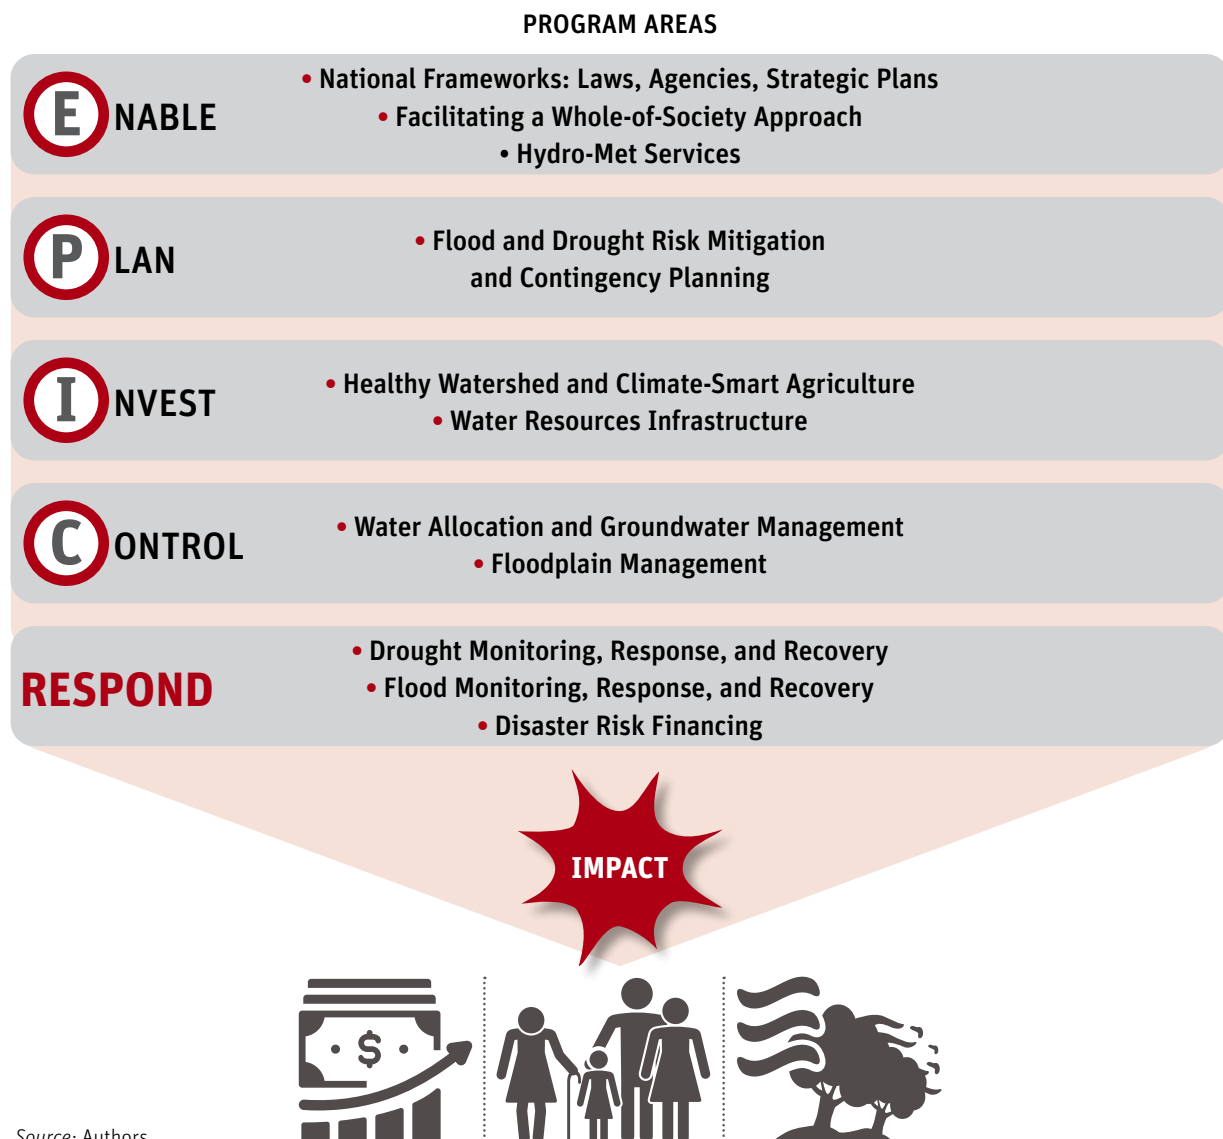 PROGRAM AREAS
ENABLE
• National Frameworks: Laws, Agencies, Strategic Plans
• Facilitating a Whole-of-Society Approach
• Hydro-Met Services
PLAN
• Flood and Drought Risk Mitigation
and Contingency Planning
INVEST
• Healthy Watershed and Climate-Smart Agriculture
• Water Resources Infrastructure
CONTROL
• Water Allocation and Groundwater Management
• Floodplain Management
RESPOND
• Drought Monitoring, Response, and Recovery
• Flood Monitoring, Response, and Recovery
• Disaster Risk Financing
IMPACT
$
Source: Authors